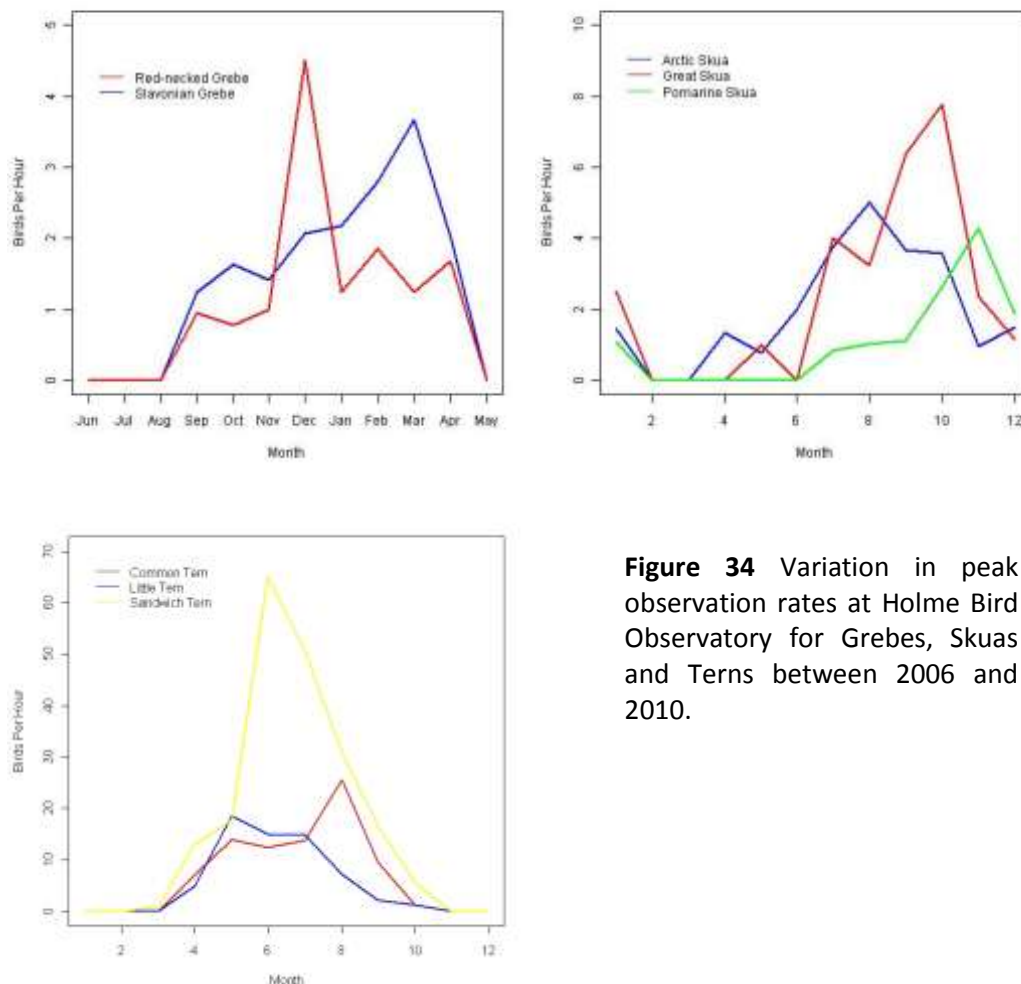 Red-necked Grebe
Slavonian Grebe
Birds Per Hour
0 1 2 3 4 5
Jun Jul Aug Sep Oct Nov Dec Jan Feb Mar Apr May
Month
Arctic Skua
Great Skua
Pomarine Skua
Birds Per Hour
0 2 4 6 8 10
2 4 6 8 10 12
Month
Common Tern
Little Tern
Sandwich Tern
Birds Per Hour
0 10 20 30 40 50 60 70
2 4 6 8 10 12
Month
Figure 34 Variation in peak
observation rates at Holme Bird
Observatory for Grebes, Skuas
and Terns between 2006 and
2010.